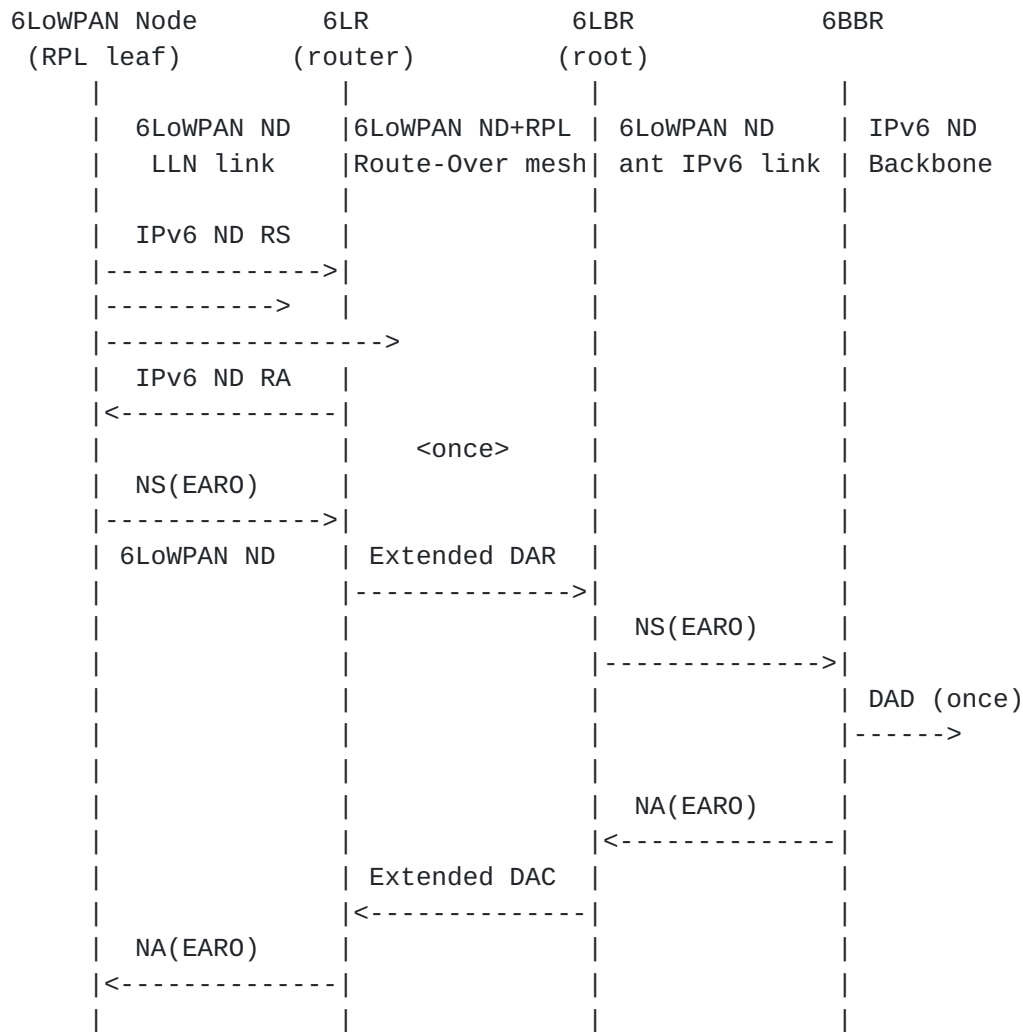 6LoWPAN Node        6LR             6LBR            6BBR
 (RPL leaf)       (router)         (root)
     |               |               |               |
     |  6LoWPAN ND   |6LoWPAN ND+RPL | 6LoWPAN ND    | IPv6 ND
     |   LLN link    |Route-Over mesh| ant IPv6 link | Backbone
     |               |               |               |
     |  IPv6 ND RS   |               |               |
     |-------------->|               |               |
     |----------->   |               |               |
     |------------------>            |               |
     |  IPv6 ND RA   |               |               |
     |<--------------|               |               |
     |               |    <once>     |               |
     |  NS(EARO)     |               |               |
     |-------------->|               |               |
     | 6LoWPAN ND    | Extended DAR  |               |
     |               |-------------->|               |
     |               |               |  NS(EARO)     |
     |               |               |-------------->|
     |               |               |               | DAD (once)
     |               |               |               |------>
     |               |               |               |
     |               |               |  NA(EARO)     |
     |               |               |<--------------|
     |               | Extended DAC  |               |
     |               |<--------------|               |
     |  NA(EARO)     |               |               |
     |<--------------|               |               |
     |               |               |               |